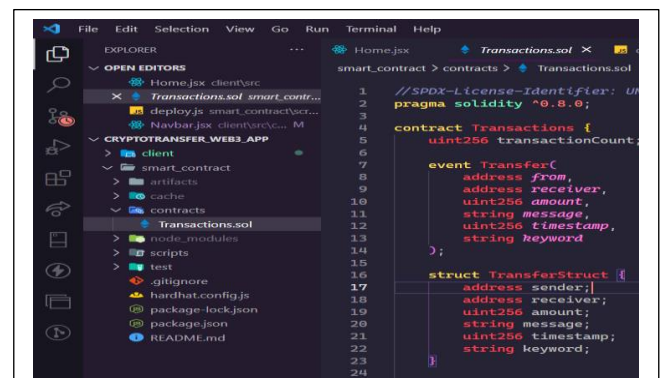 File Edit Selection View Go Run Terminal Help
EXPLORER ...
OPEN EDITORS
Home.jsx client\src
Transactions.sol smart_contr...
deploy.js smart_contract\scr...
Navbar.jsx client\src\c... M
CRYPTOTRANSFER_WEB3_APP
client
smart_contract
artifacts
cache
contracts
Transactions.sol
node_modules
scripts
test
.gitignore
hardhat.config.js
package-lock.json
package.json
README.md
Home.jsx Transactions.sol JS
smart_contract > contracts > Transactions.sol
1 //SPDX-License-Identifier:
2 pragma solidity ^0.8.0;
3
4 contract Transactions {
5 uint256 transactionCount;
6
7 event Transfer(
8 address from,
9 address receiver,
10 uint256 amount,
11 string message,
12 uint256 timestamp,
13 string keyword
14 );
15
16 struct TransferStruct {
17 address sender;
18 address receiver;
19 uint256 amount;
20 string message;
21 uint256 timestamp;
22 string keyword;
23 }
24